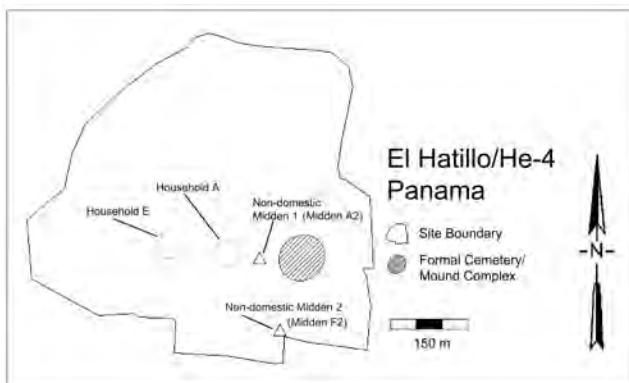 El Hatillo/He-4
Panama
Site Boundary
Formal Cemetery/
Mound Complex
150 m
-N-
Household A
Household E
Non-domestic
Midden 1 (Midden A2)
Non-domestic Midden 2
(Midden F2)